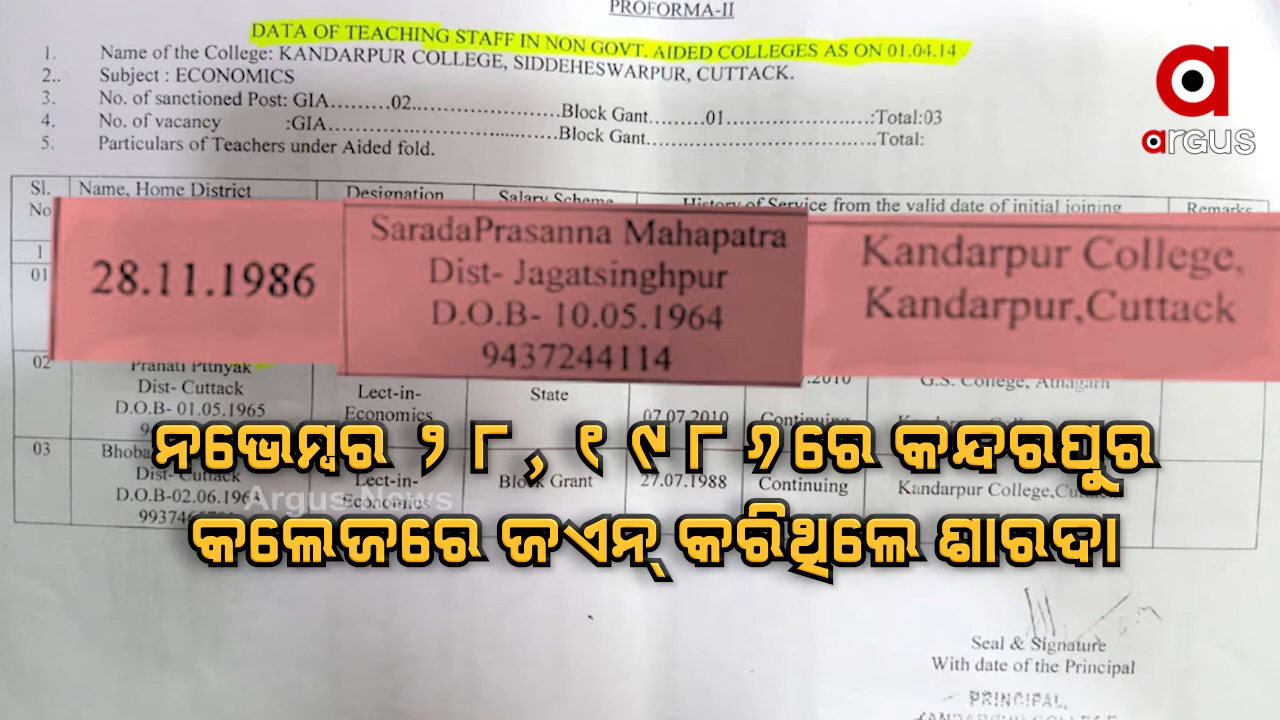 PROFORMA-II
DATA OF TEACHING STAFF IN NON GOVT. AIDED COLLEGES AS ON 01.04.14
1. Name of the College: KANDARPUR COLLEGE, SIDDEHESWARPUR, CUTTACK.
2.. Subject : ECONOMICS
3. No. of sanctioned Post: GIA.........02...........................Block Gant.........01..........................:Total:03
4. No. of vacancy :GIA.....................................Block Gant.....................................Total:
5. Particulars of Teachers under Aided fold.
argus
Sl. No Name, Home District Designation Salary Scheme History of Service from the valid date of initial joining Remarks
1
01
28.11.1986
SaradaPrasanna Mahapatra
Dist- Jagatsinghpur
D.O.B- 10.05.1964
9437244114
Kandarpur College,
Kandarpur,Cuttack
02 Pranati Pttnyak
Dist- Cuttack
D.O.B- 01.05.1965
Lect-in-
Economics
State
07.07.2010 Continuing
G.S. College, Athagarh
ନଭେମ୍ବର ୨୮, ୧୯୮୬ରେ କନ୍ଦରପୁର
କଲେଜରେ ଜଏନ୍ କରିଥିଲେ ଶାରଦା
03
Dist- Cuttack
Lect-in-
Economics
Block Grant
27.07.1988 Continuing
Kandarpur College,
Argus News
Seal & Signature
With date of the Principal
PRINCIPAL,
KANDARPUR COLLEGE